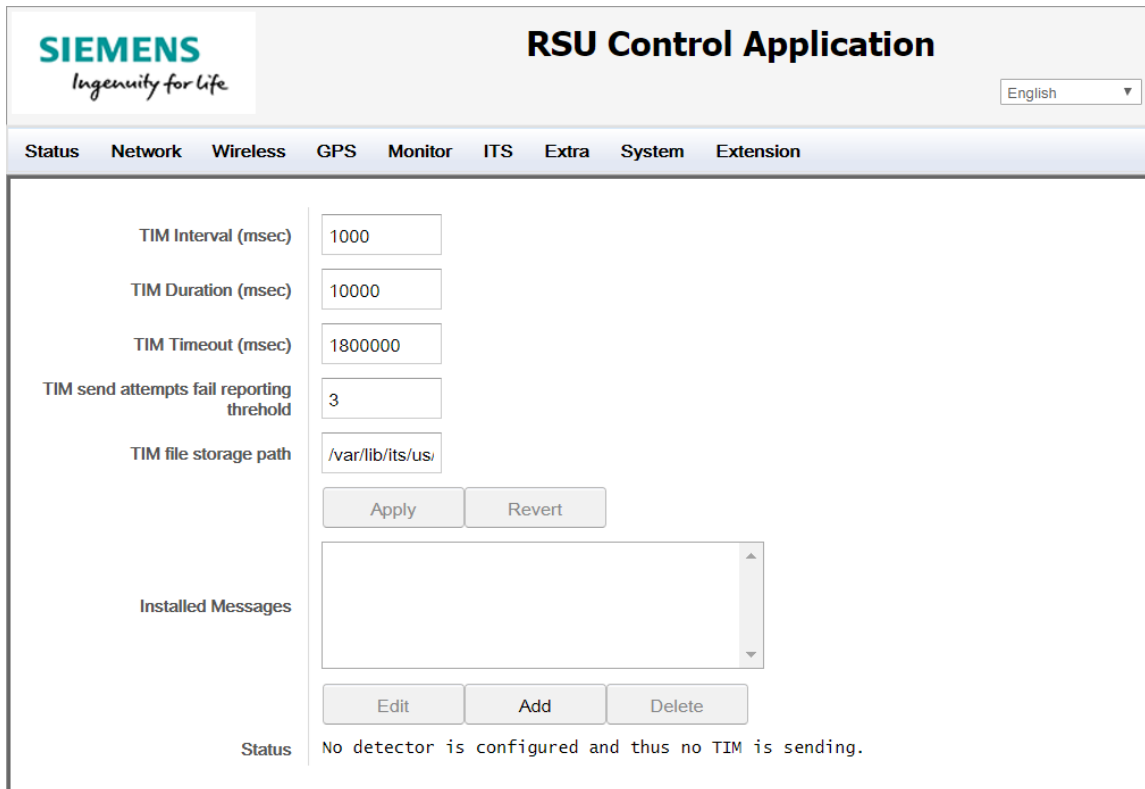 SIEMENS
Ingenuity for life
RSU Control Application
English
Status Network Wireless GPS Monitor ITS Extra System Extension
TIM Interval (msec) 1000
TIM Duration (msec) 10000
TIM Timeout (msec) 1800000
TIM send attempts fail reporting
threhold 3
TIM file storage path /var/lib/its/us/
Apply Revert
Installed Messages
Edit Add Delete
Status No detector is configured and thus no TIM is sending.